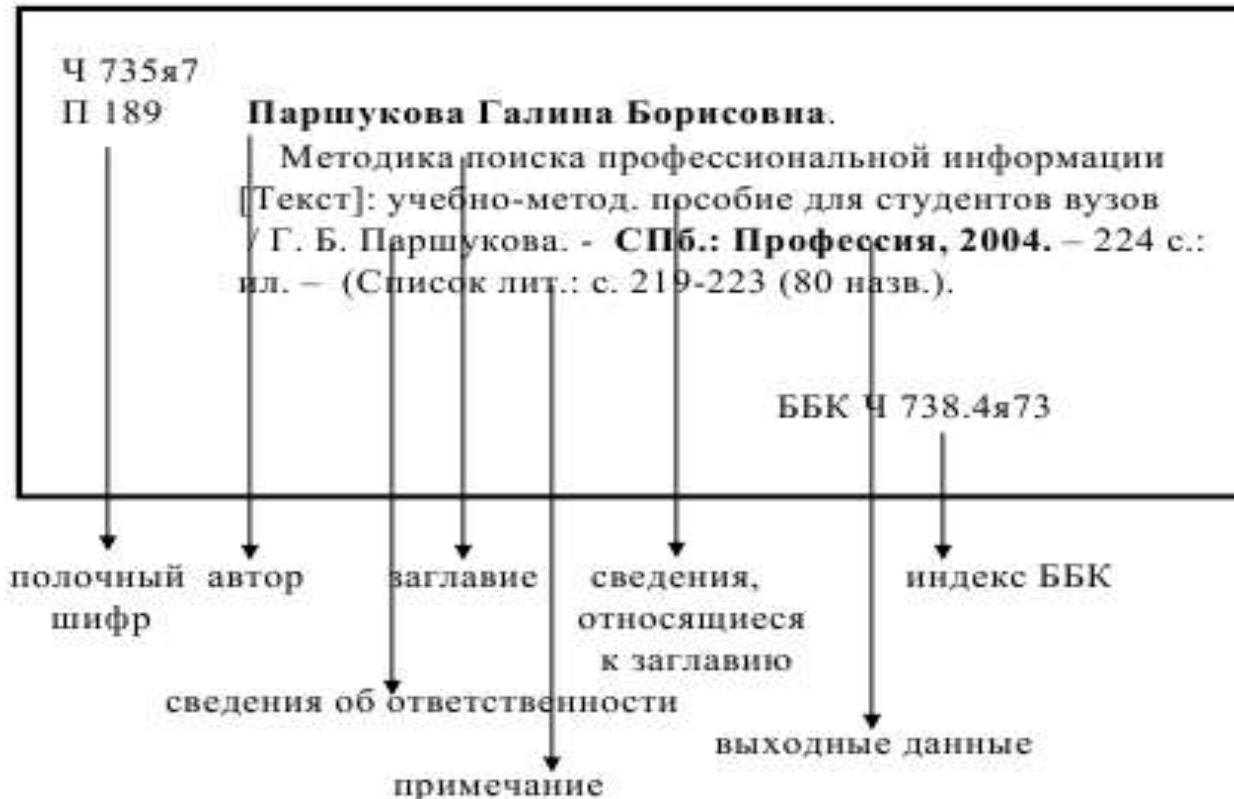 Ч 735я7
П 189 Паршукова Галина Борисовна.
Методика поиска профессиональной информации
[Текст]: учебно-метод. пособие для студентов вузов
/ Г. Б. Паршукова. - СПб.: Профессия, 2004. – 224 с.:
ил. – (Список лит.: с. 219-223 (80 назв.).
ББК Ч 738.4я73
полочный автор заглавие сведения, индекс ББК
шифр относящиеся
к заглавию
сведения об ответственности
выходные данные
примечание